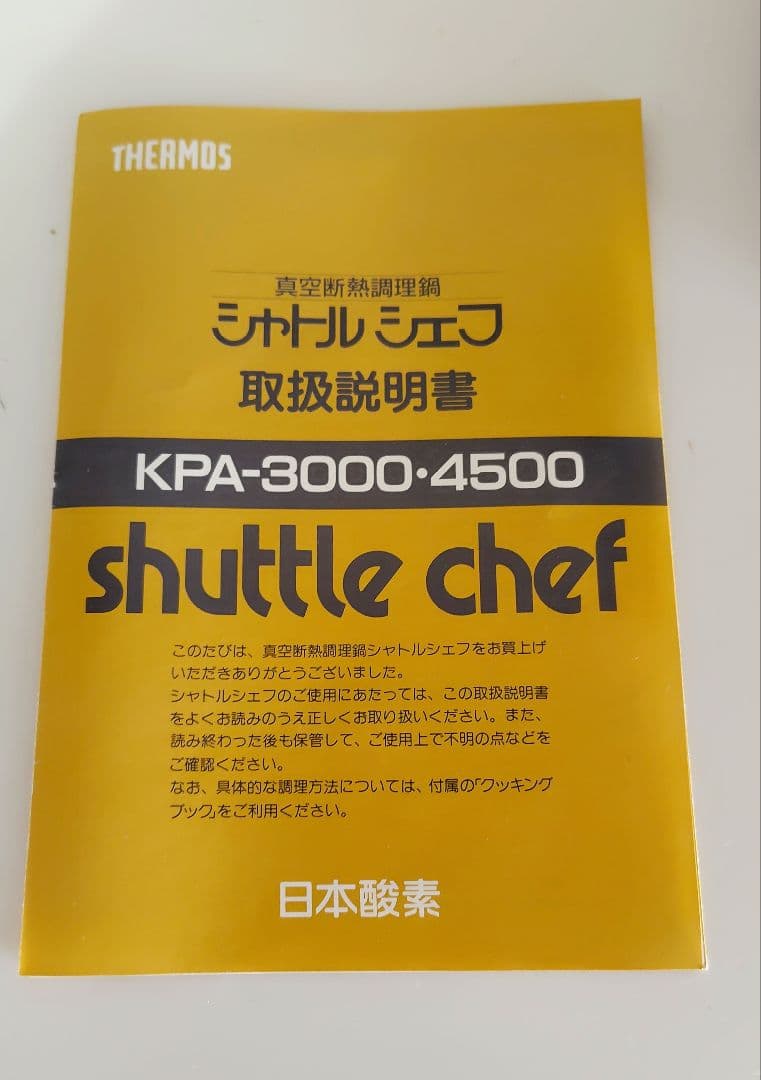 THERMOS
真空断熱調理鍋
シャトルシェフ
取扱説明書
KPA-3000・4500
shuttle chef
このたびは、真空断熱調理鍋シャトルシェフをお買上げ
いただきありがとうございました。
シャトルシェフのご使用にあたっては、この取扱説明書
をよくお読みのうえ正しくお取り扱いください。また、
読み終わった後も保管して、ご使用上で不明の点などを
ご確認ください。
なお、具体的な調理方法については、付属の「クッキング
ブック」をご利用ください。
日本酸素